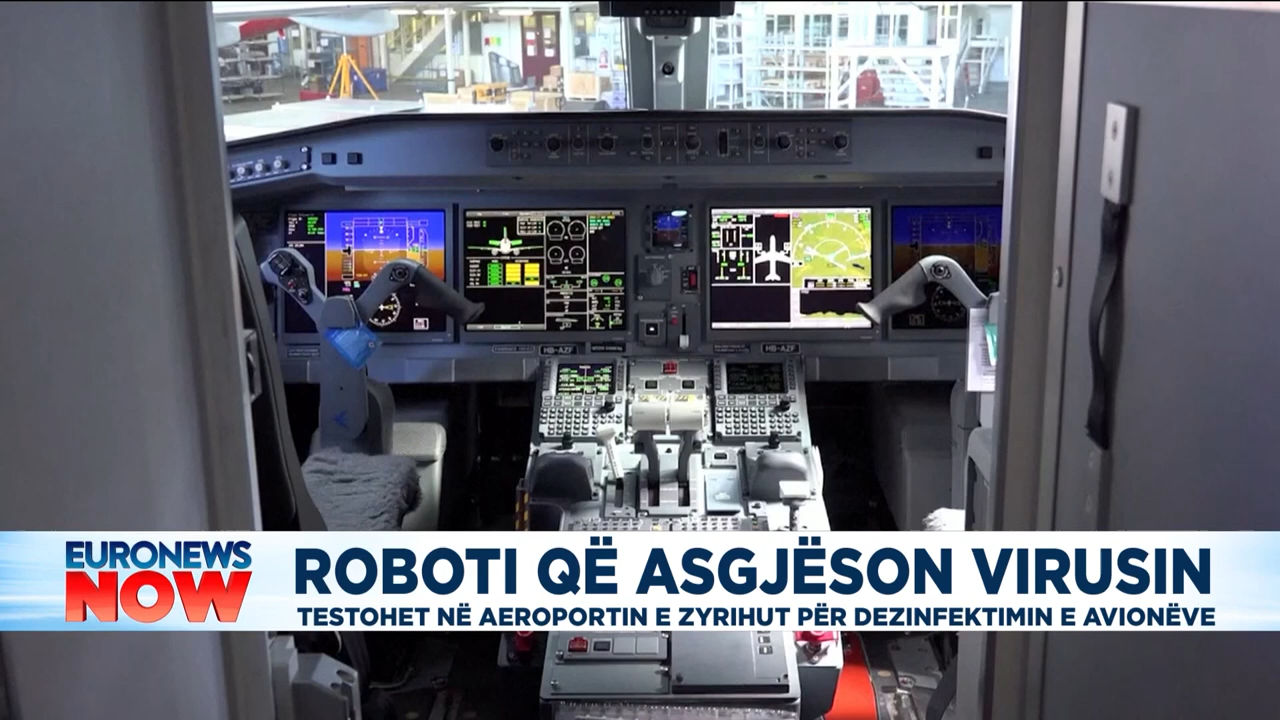 HB-AZF
HB-AZF
EURONEWS
NOW
ROBOTI QË ASGJËSON VIRUSIN
TESTOHET NË AEROPORTIN E ZYRIHUT PËR DEZINFEKTIMIN E AVIONËVE